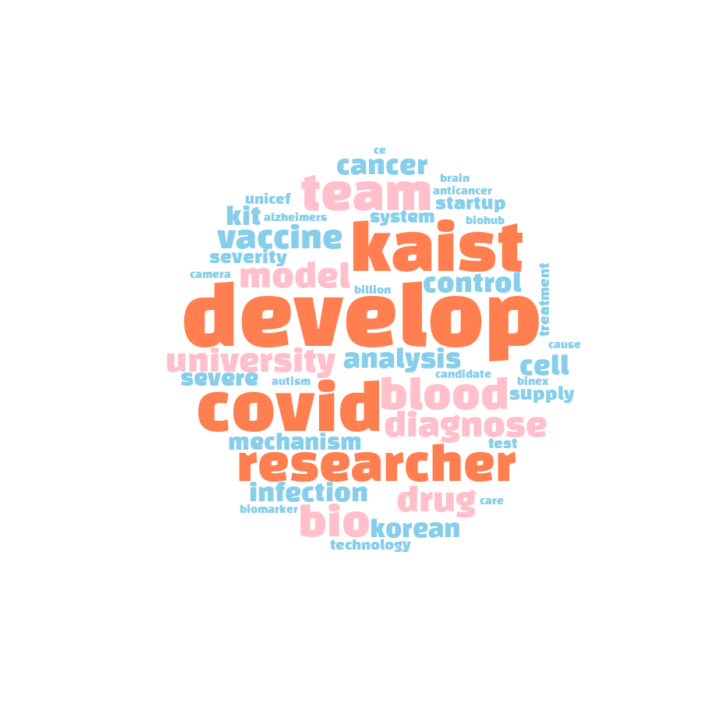 ce
cancer
brain
team
anticancer
unicef
startup
kit
alzheimers
system
biohub
vaccine
kaist
severity
camera
model
control
billion
treatment
develop
cause
university
analysis
cell
severe
autism
candidate
binex
covid
blood
supply
diagnose
mechanism
test
researcher
infection
drug
care
biomarker
bio
korean
technology